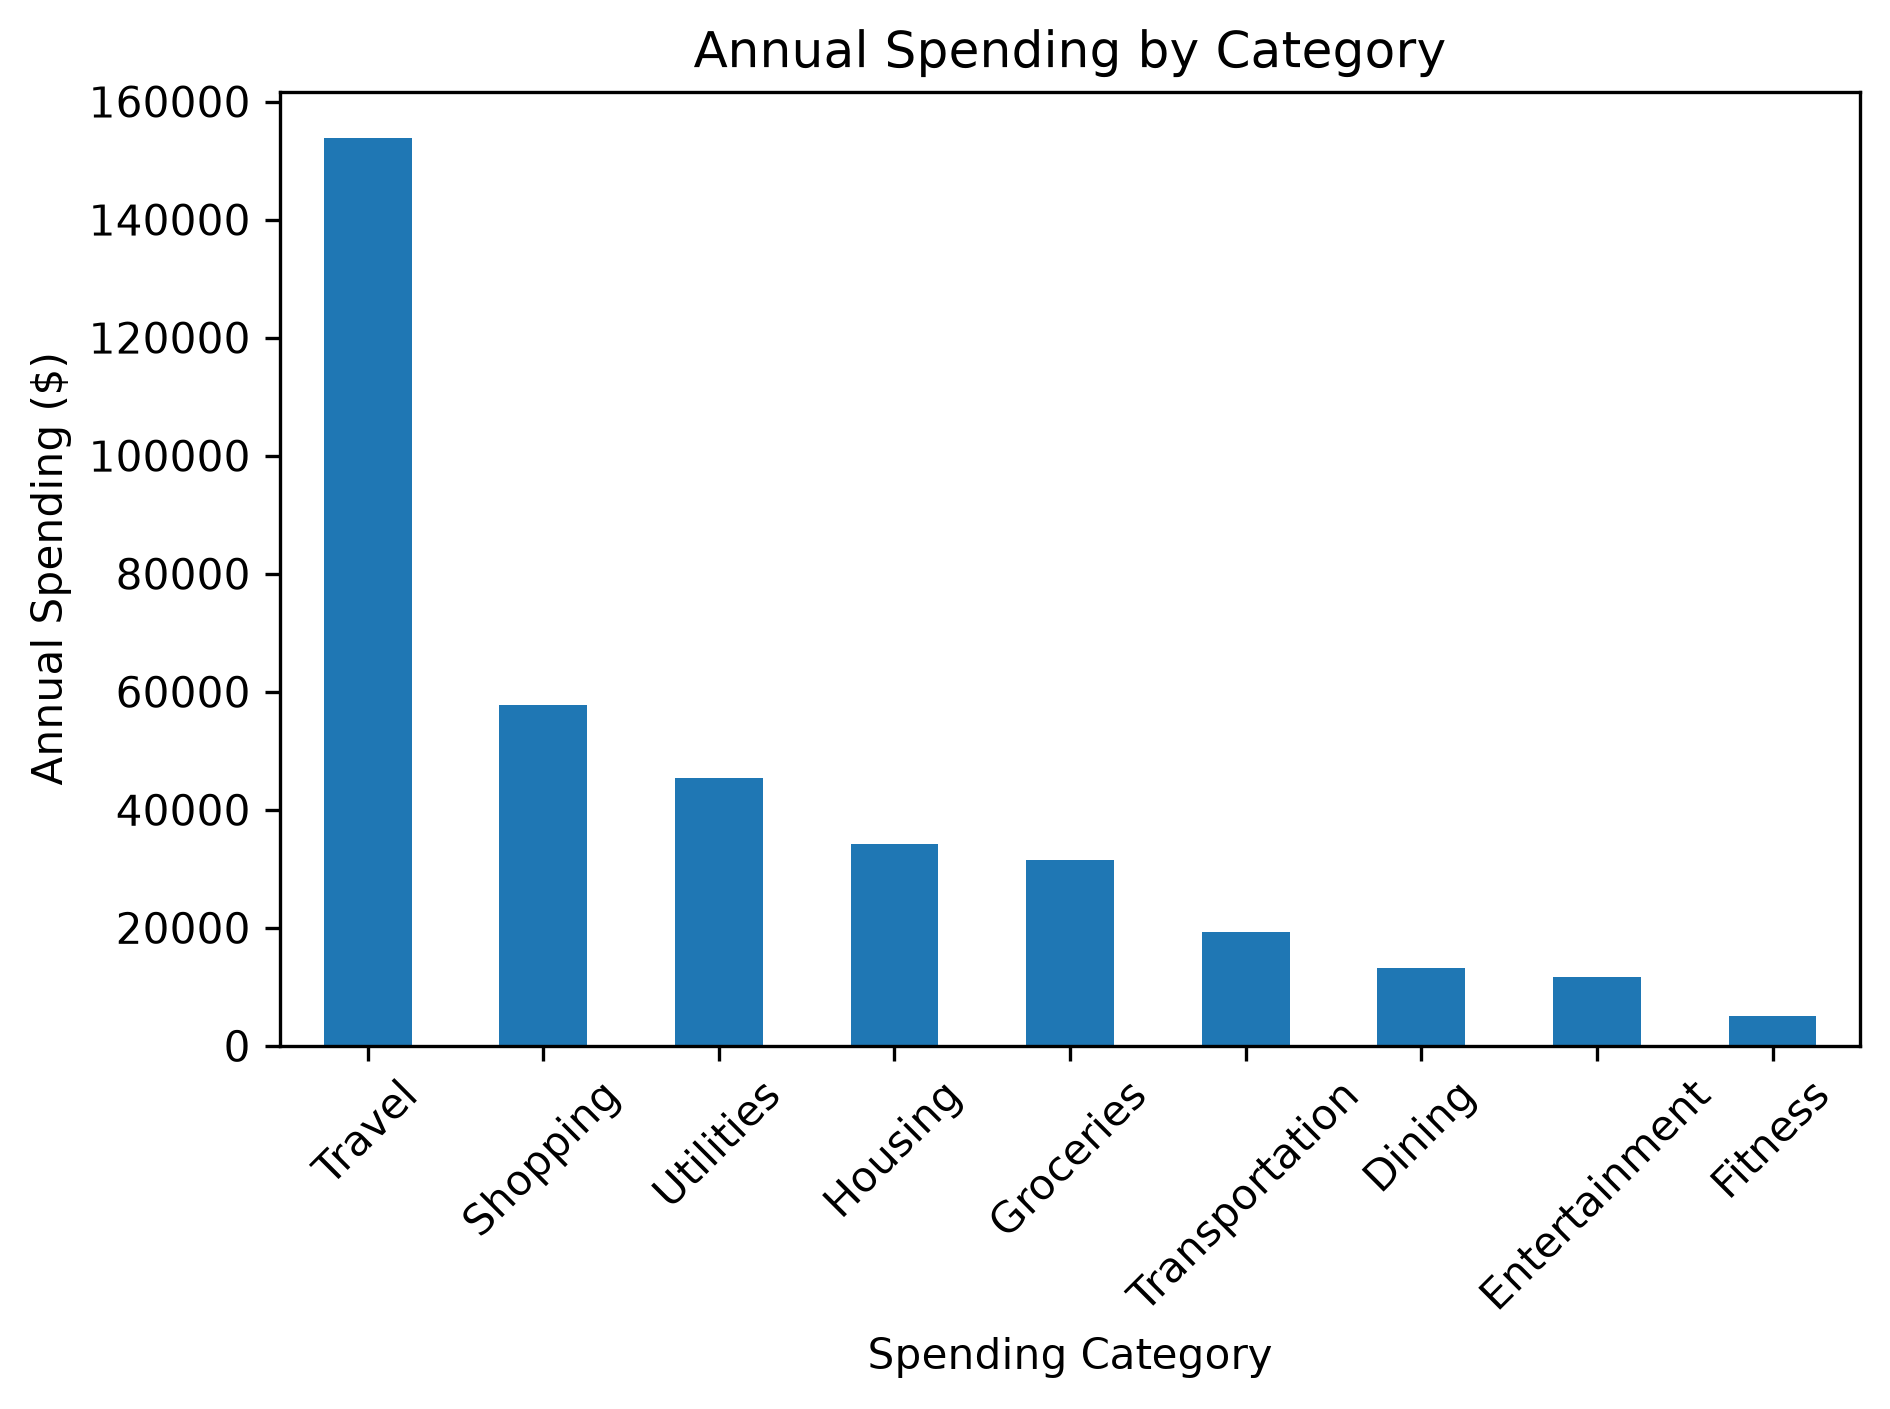 Annual Spending by Category
Annual Spending ($)
160000
140000
120000
100000
80000
60000
40000
20000
0
Travel
Shopping
Utilities
Housing
Groceries
Transportation
Dining
Entertainment
Fitness
Spending Category